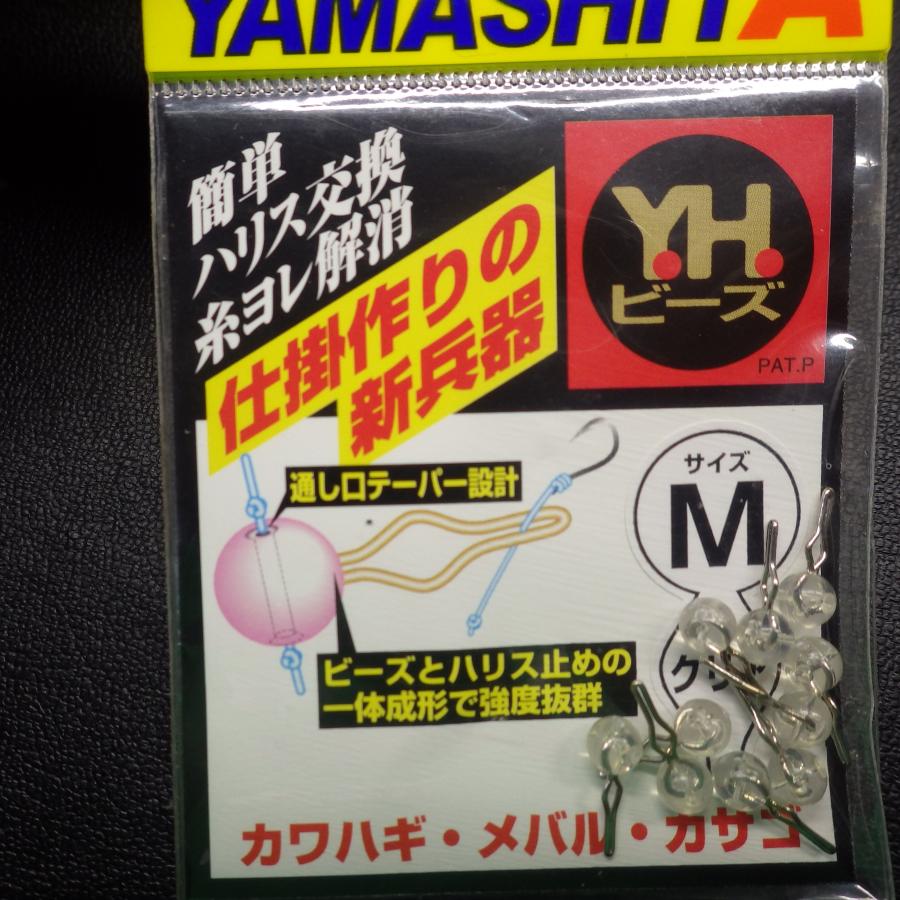 YAMASHITA
簡単
ハリス交換
糸ヨレ解消
仕掛作りの
新兵器
Y.H.
ビーズ
PAT.P
通し口テーパー設計
サイズ
M
ビーズとハリス止めの
一体成形で強度抜群
カワハギ・メバル・カサゴ